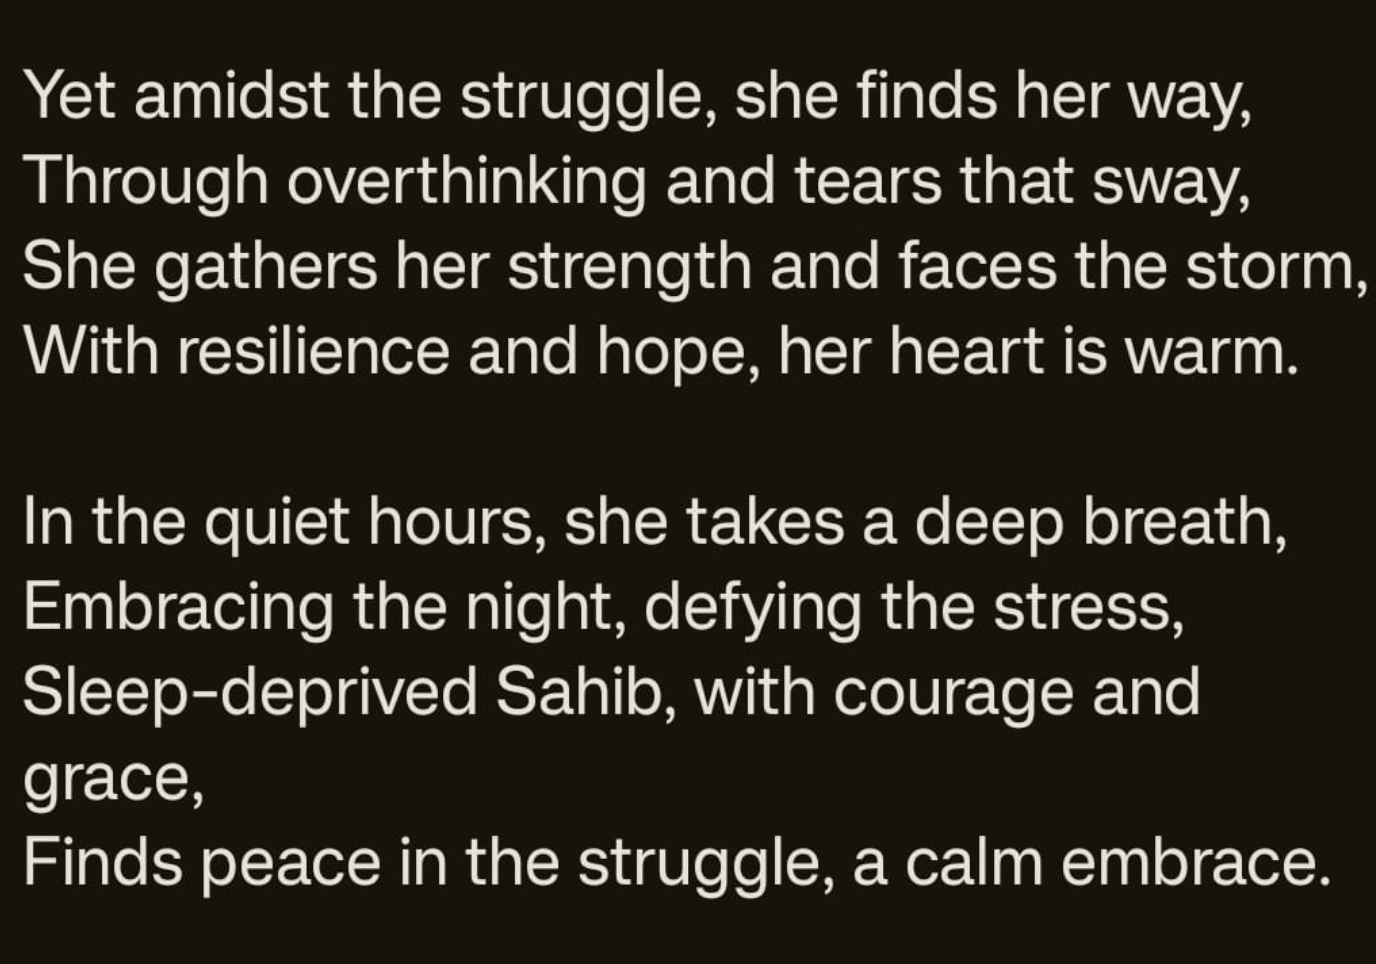 Yet amidst the struggle, she finds her way,
Through overthinking and tears that sway,
She gathers her strength and faces the storm,
With resilience and hope, her heart is warm.
In the quiet hours, she takes a deep breath,
Embracing the night, defying the stress,
Sleep-deprived Sahib, with courage and
grace,
Finds peace in the struggle, a calm embrace.